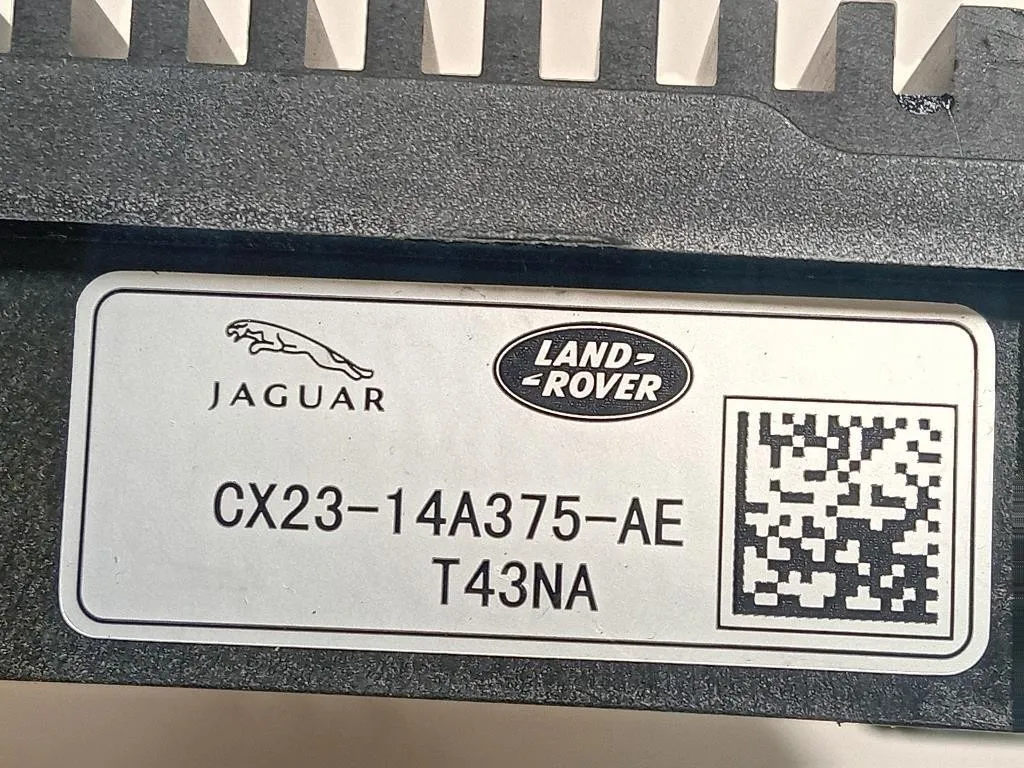 JAGUAR
LAND-
-ROVER
CX23-14A375-AE
T43NA